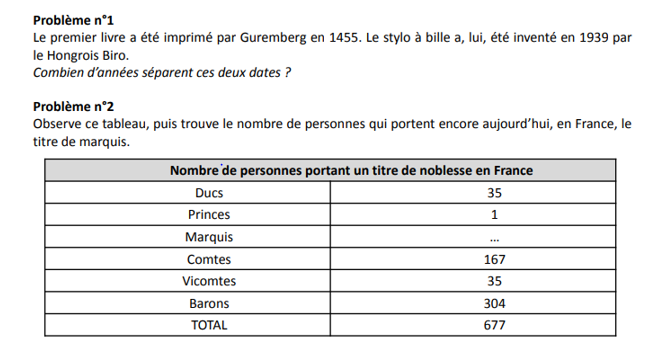 Problème n°1
Le premier livre a été imprimé par Guremberg en 1455. Le stylo à bille a, lui, été inventé en 1939 par
le Hongrois Biro.
Combien d'années séparent ces deux dates ?
Problème n°2
Observe ce tableau, puis trouve le nombre de personnes qui portent encore aujourd'hui, en France, le
titre de marquis.
Nombre de personnes portant un titre de noblesse en France
Ducs 35
Princes 1
Marquis ...
Comtes 167
Vicomtes 35
Barons 304
TOTAL 677